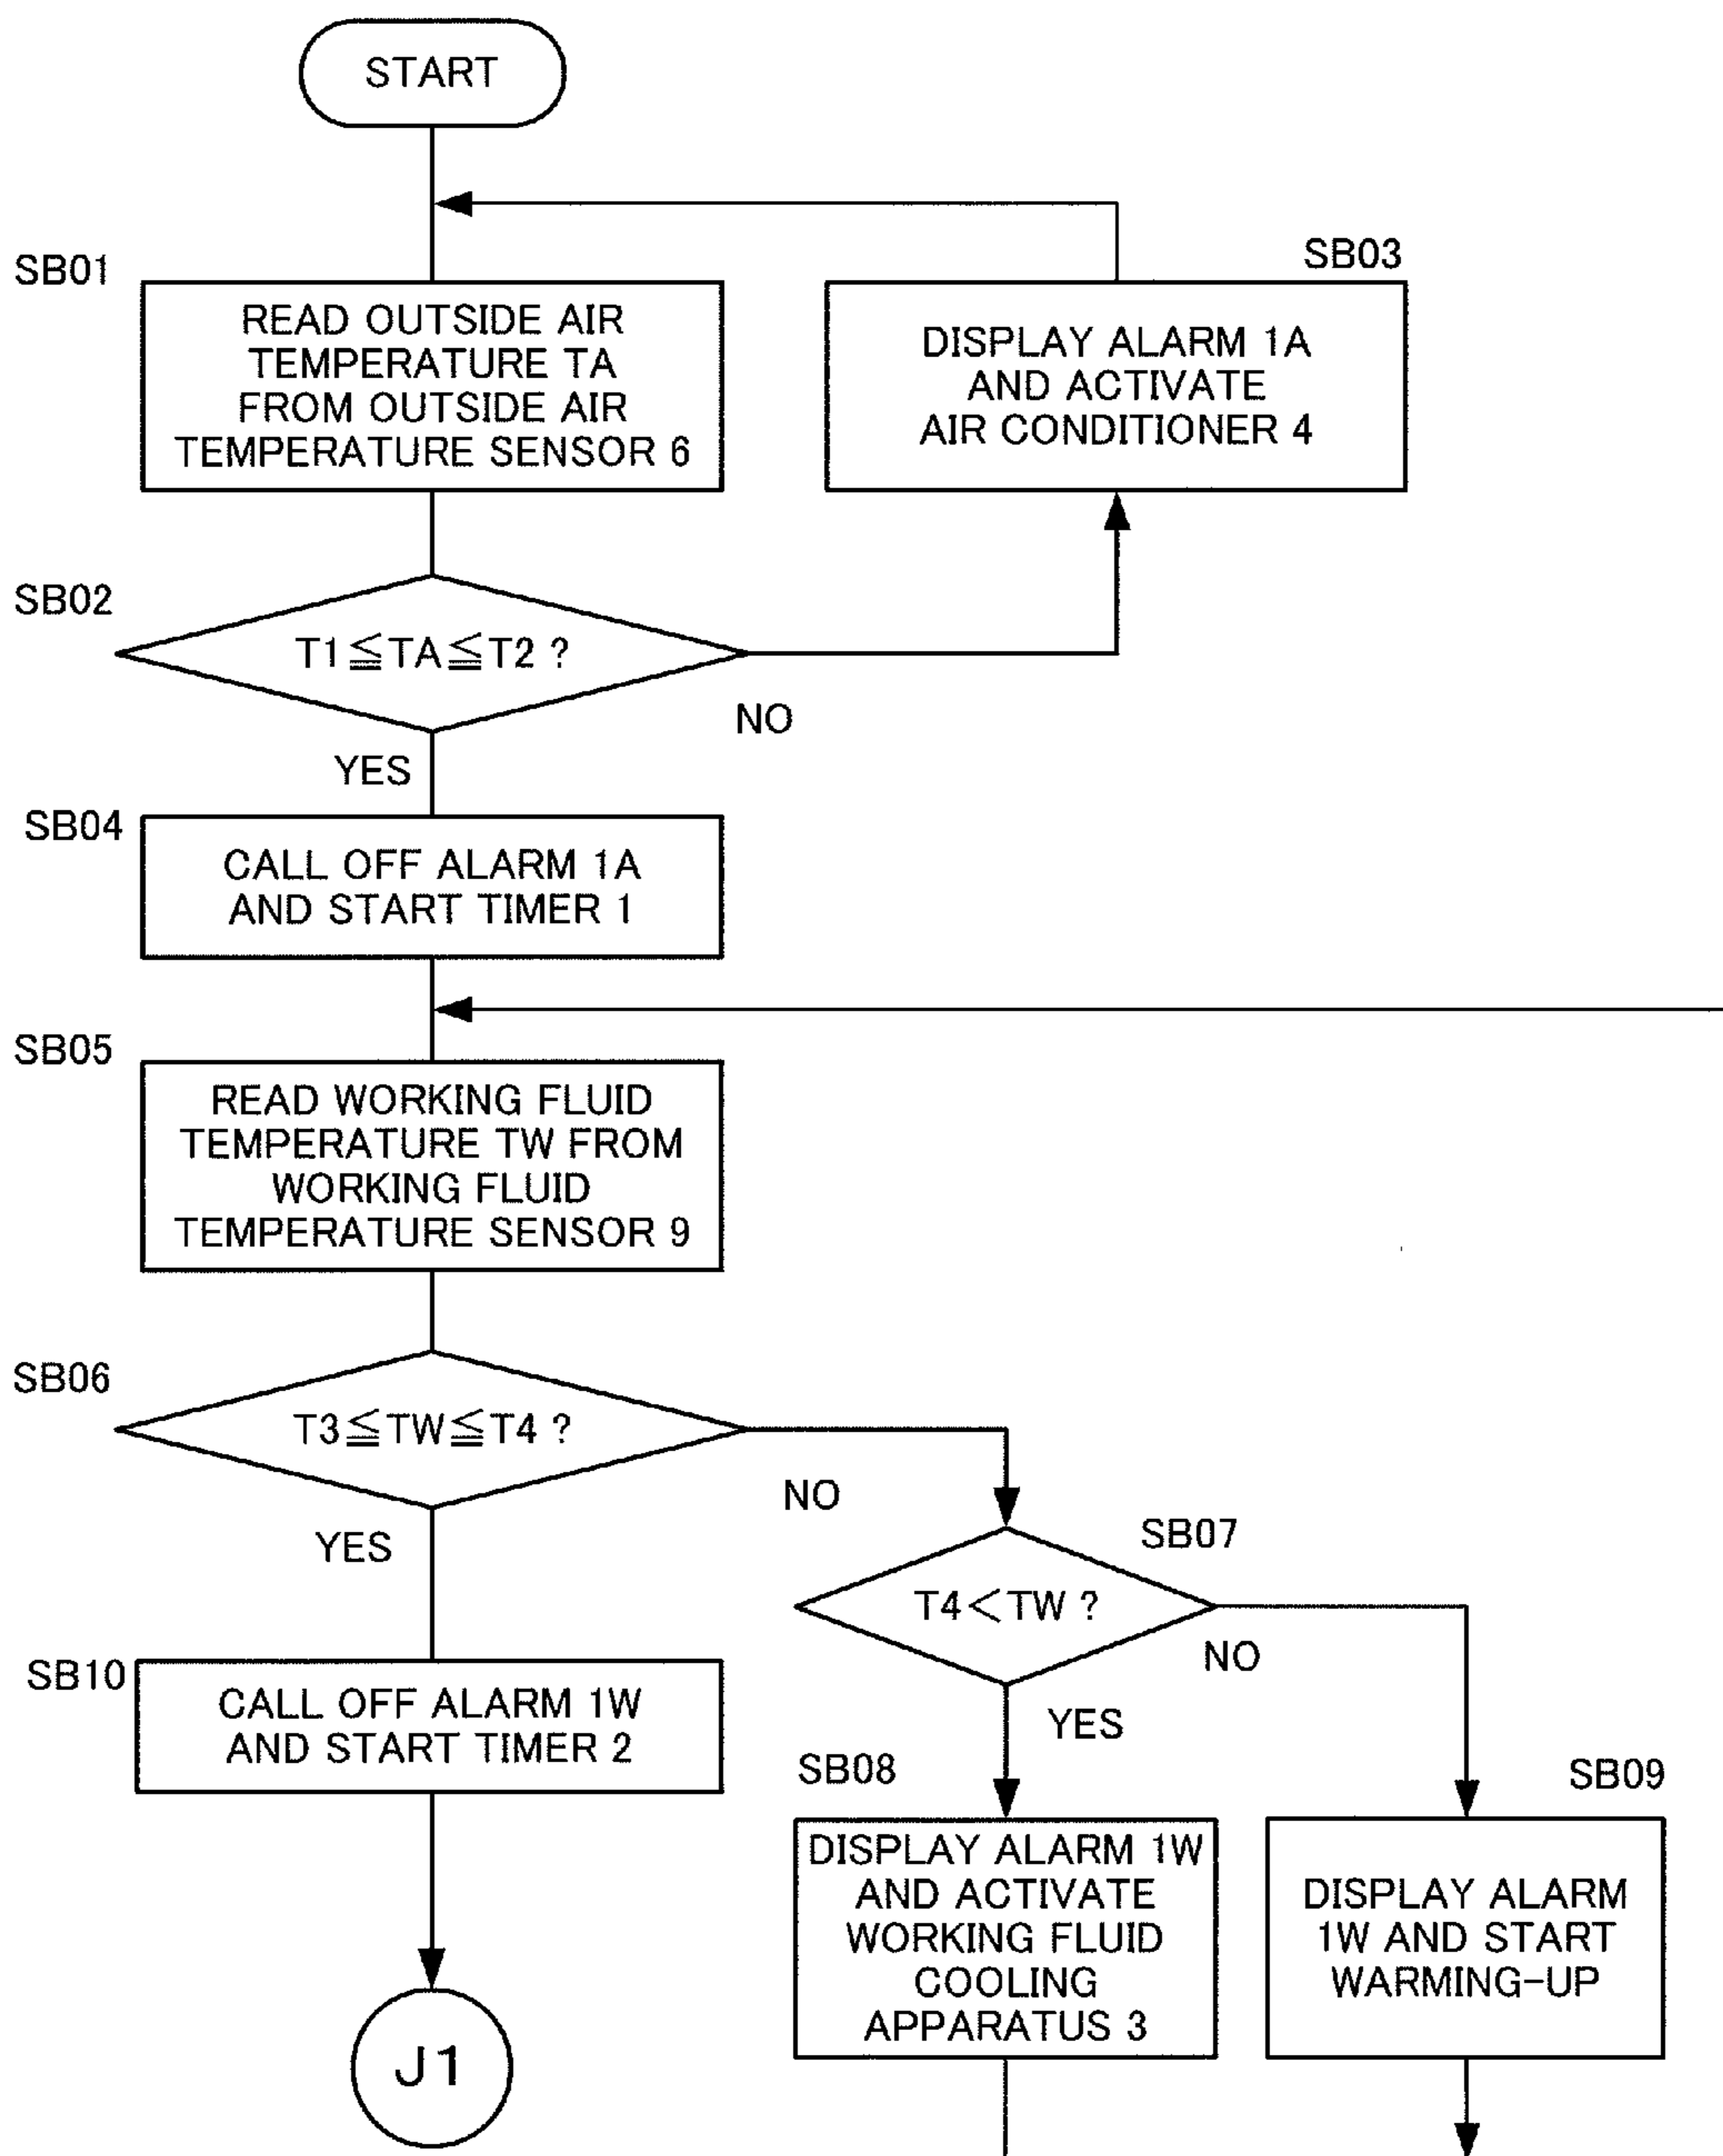 START
SB01
READ OUTSIDE AIR
TEMPERATURE TA
FROM OUTSIDE AIR
TEMPERATURE SENSOR 6
SB03
DISPLAY ALARM 1A
AND ACTIVATE
AIR CONDITIONER 4
SB02
T1≦TA≦T2 ?
NO
YES
SB04
CALL OFF ALARM 1A
AND START TIMER 1
SB05
READ WORKING FLUID
TEMPERATURE TW FROM
WORKING FLUID
TEMPERATURE SENSOR 9
SB06
T3≦TW≦T4 ?
NO
YES
SB07
T4<TW ?
NO
YES
SB10
CALL OFF ALARM 1W
AND START TIMER 2
SB08
DISPLAY ALARM 1W
AND ACTIVATE
WORKING FLUID
COOLING
APPARATUS 3
SB09
DISPLAY ALARM
1W AND START
WARMING-UP
J1